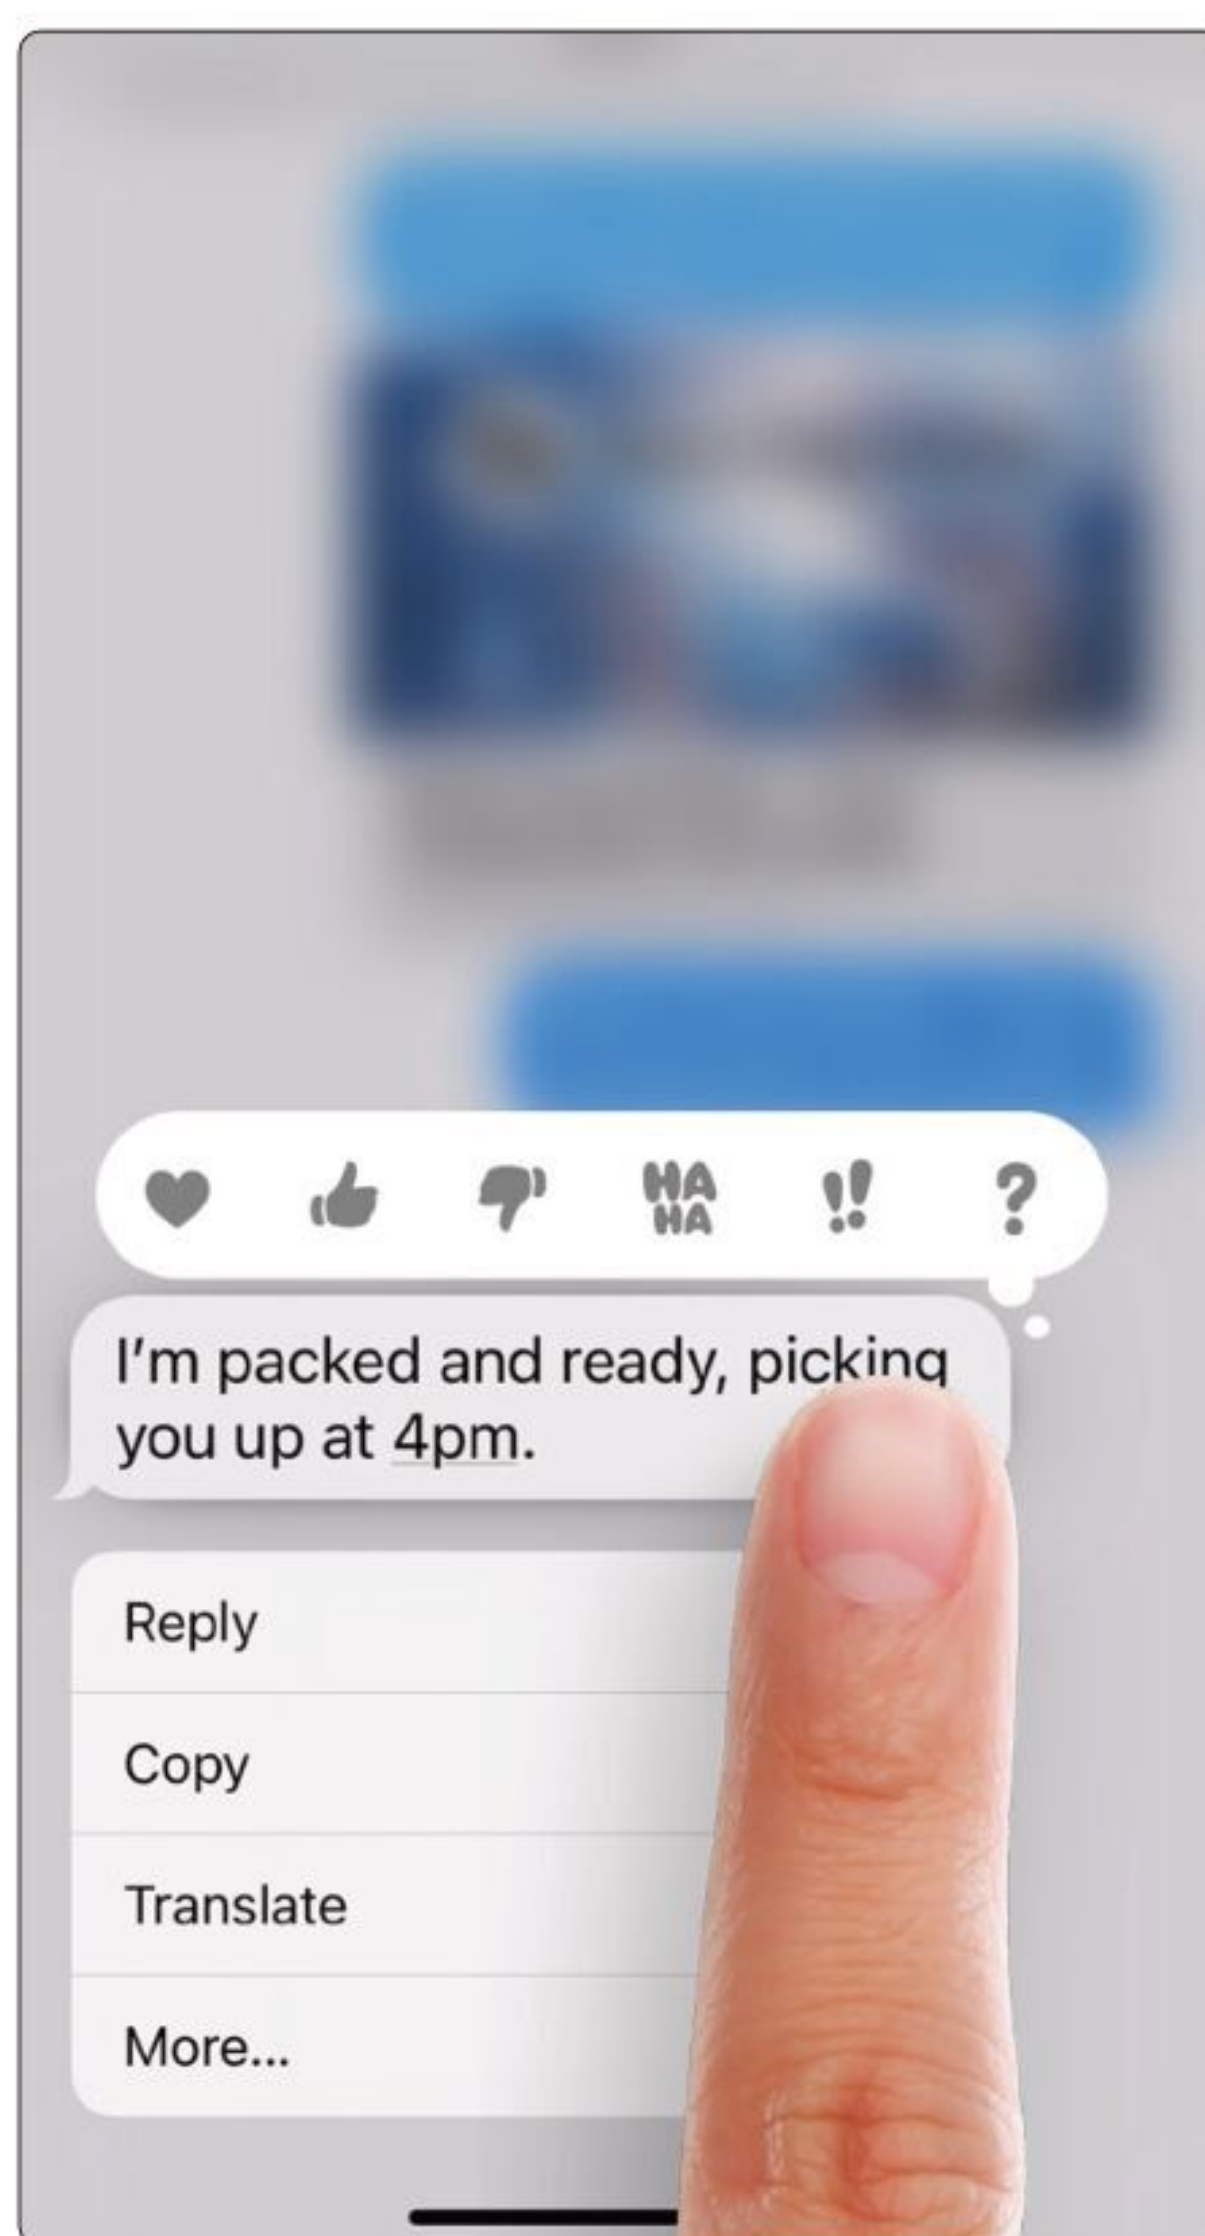 HA
HA
!!
?
I'm packed and ready, picking
you up at 4pm.
Reply
Copy
Translate
More...